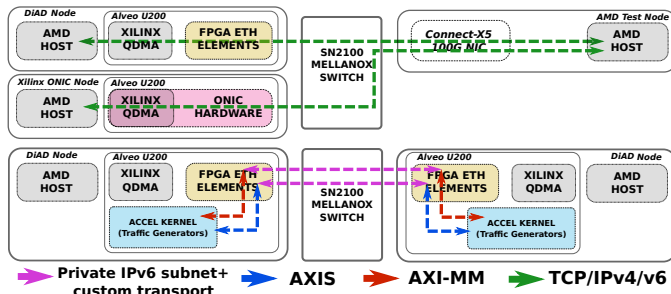 DiAD Node
Alveo U200
AMD
HOST
XILINX
QDMA
FPGA ETH
ELEMENTS
SN2100
MELLANOX
SWITCH
Connect-X5
100G NIC
AMD Test Node
AMD
HOST
Xilinx ONIC Node
Alveo U200
AMD
HOST
XILINX
QDMA
ONIC
HARDWARE
DiAD Node
Alveo U200
AMD
HOST
XILINX
QDMA
FPGA ETH
ELEMENTS
ACCEL KERNEL
(Traffic Generators)
SN2100
MELLANOX
SWITCH
Alveo U200
DiAD Node
FPGA ETH
ELEMENTS
XILINX
QDMA
AMD
HOST
ACCEL KERNEL
(Traffic Generators)
Private IPv6 subnet+
custom transport
AXIS
AXI-MM
TCP/IPv4/v6